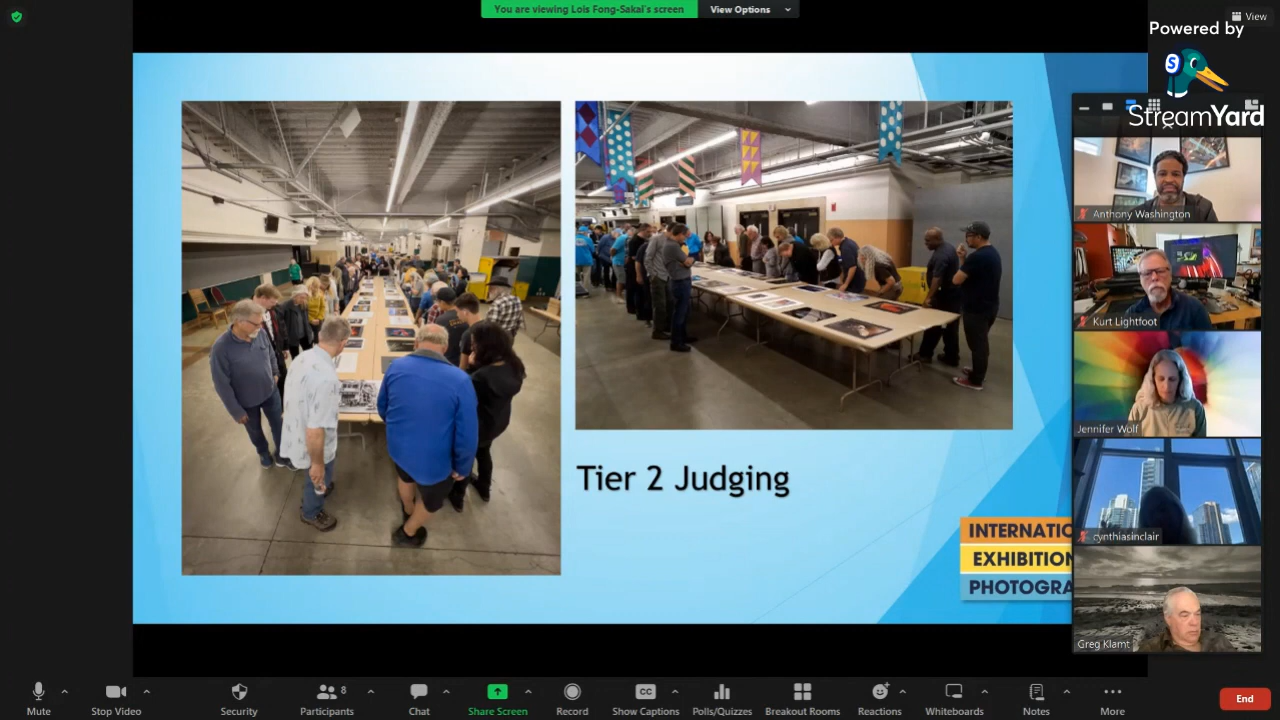 You are viewing Lois Fong-Sakai's screen
View Options
View
Powered by
S
StreamYard
Anthony Washington
Kurt Lightfoot
Jennifer Wolf
cynthiasinclair
Greg Klamt
Tier 2 Judging
INTERNATIO
EXHIBITION
PHOTOGRA
Mute
Stop Video
Security
8
Participants
Chat
Share Screen
Record
CC
Show Captions
Polls/Quizzes
Breakout Rooms
Reactions
Whiteboards
Notes
More
End